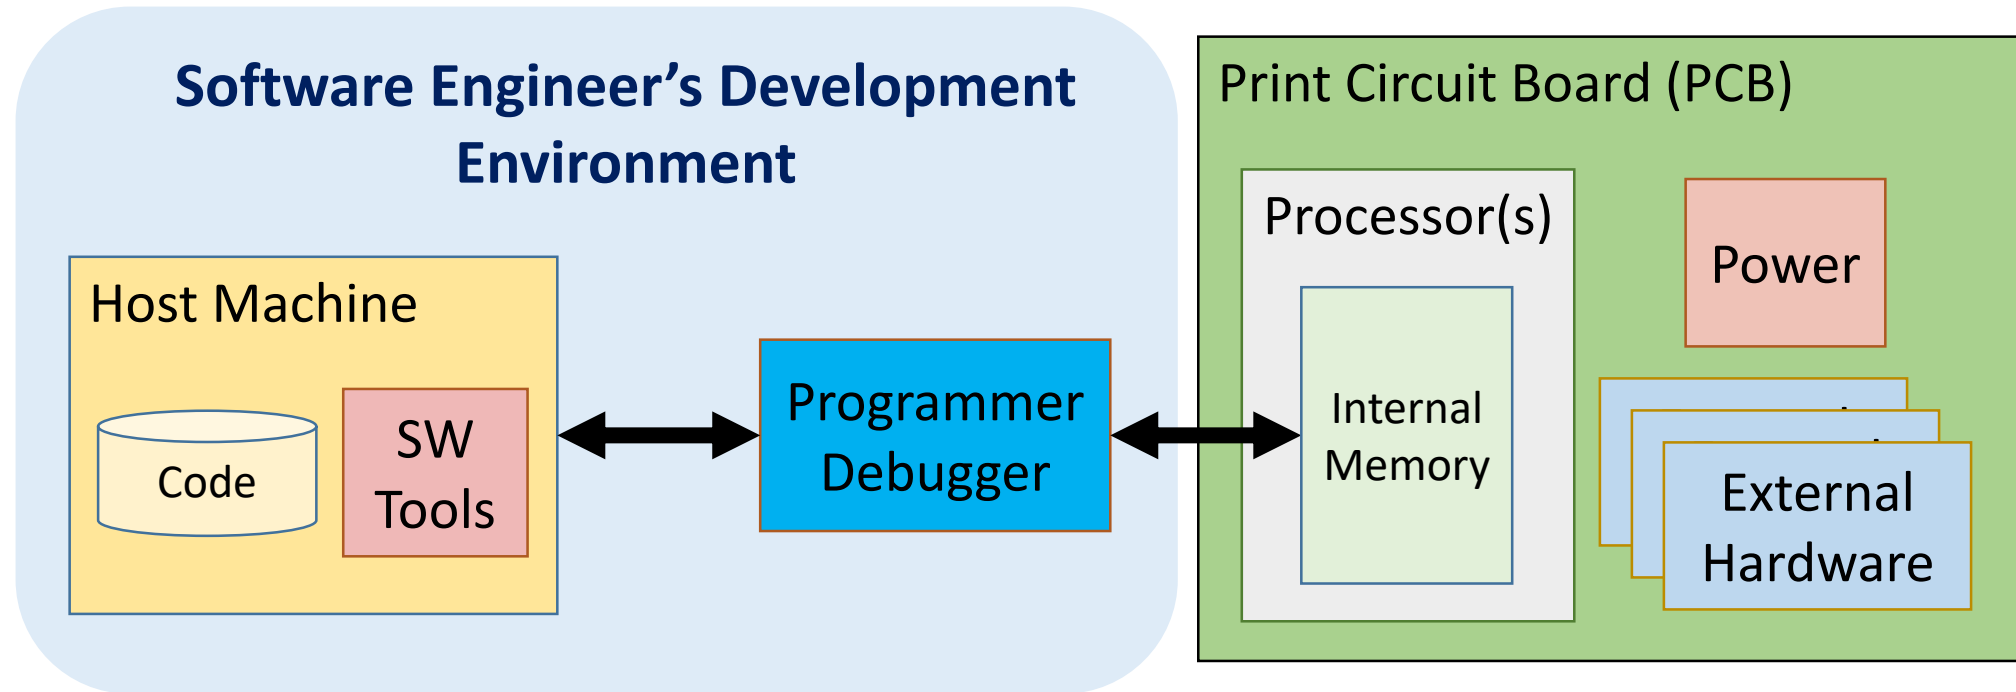 Software Engineer’s Development
Environment
Host Machine
Code
SW
Tools
Programmer
Debugger
Print Circuit Board (PCB)
Processor(s)
Internal
Memory
Power
External
Hardware